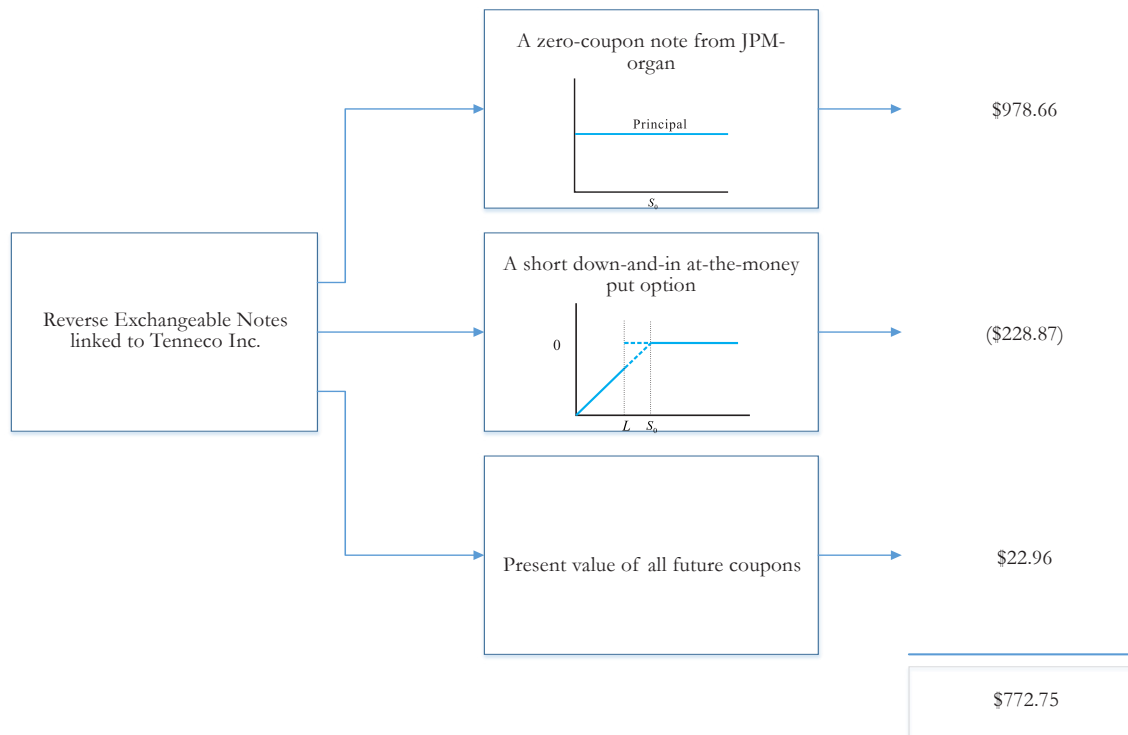 A zero-coupon note from JPM-
organ
Principal
S₀
$978.66
Reverse Exchangeable Notes
linked to Tenneco Inc.
A short down-and-in at-the-money
put option
0
L S₀
($228.87)
Present value of all future coupons
$22.96
$772.75